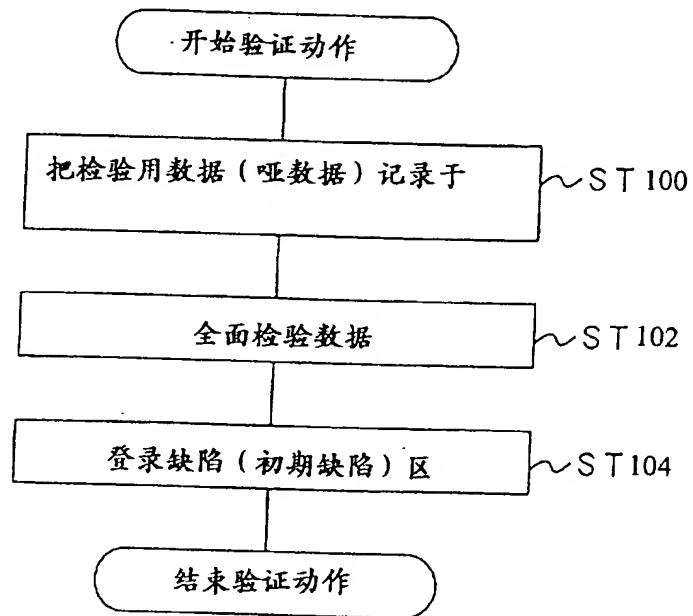 开始验证动作
把检验用数据(哑数据)记录于
ST100
全面检验数据
ST102
登录缺陷(初期缺陷)区
ST104
结束验证动作